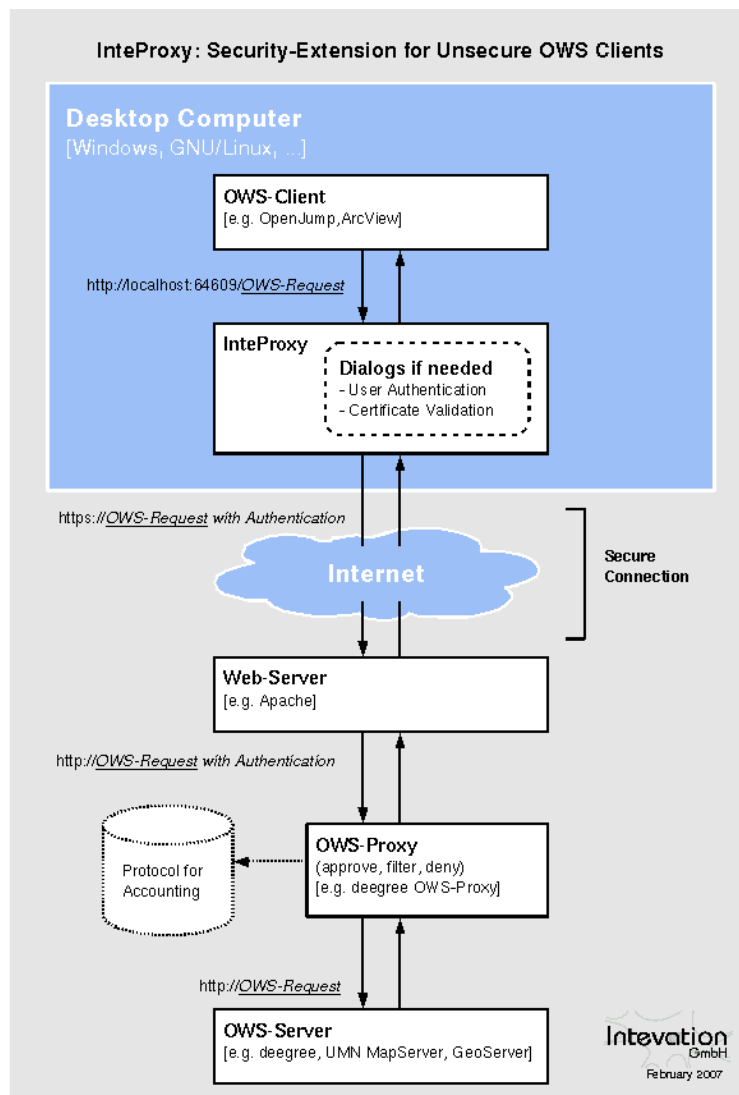 InteProxy: Security-Extension for Unsecure OWS Clients
Desktop Computer
[Windows, GNU/Linux, ...]
OWS-Client
[e.g. OpenJump,ArcView]
http://localhost:64609/OWS-Request
InteProxy
Dialogs if needed
- User Authentication
- Certificate Validation
https://OWS-Request with Authentication
Internet
Secure
Connection
Web-Server
[e.g. Apache]
http://OWS-Request with Authentication
OWS-Proxy
(approve, filter, deny)
[e.g. deegree OWS-Proxy]
Protocol for
Accounting
http://OWS-Request
OWS-Server
[e.g. deegree, UMN MapServer, GeoServer]
Intevation
GmbH
February 2007